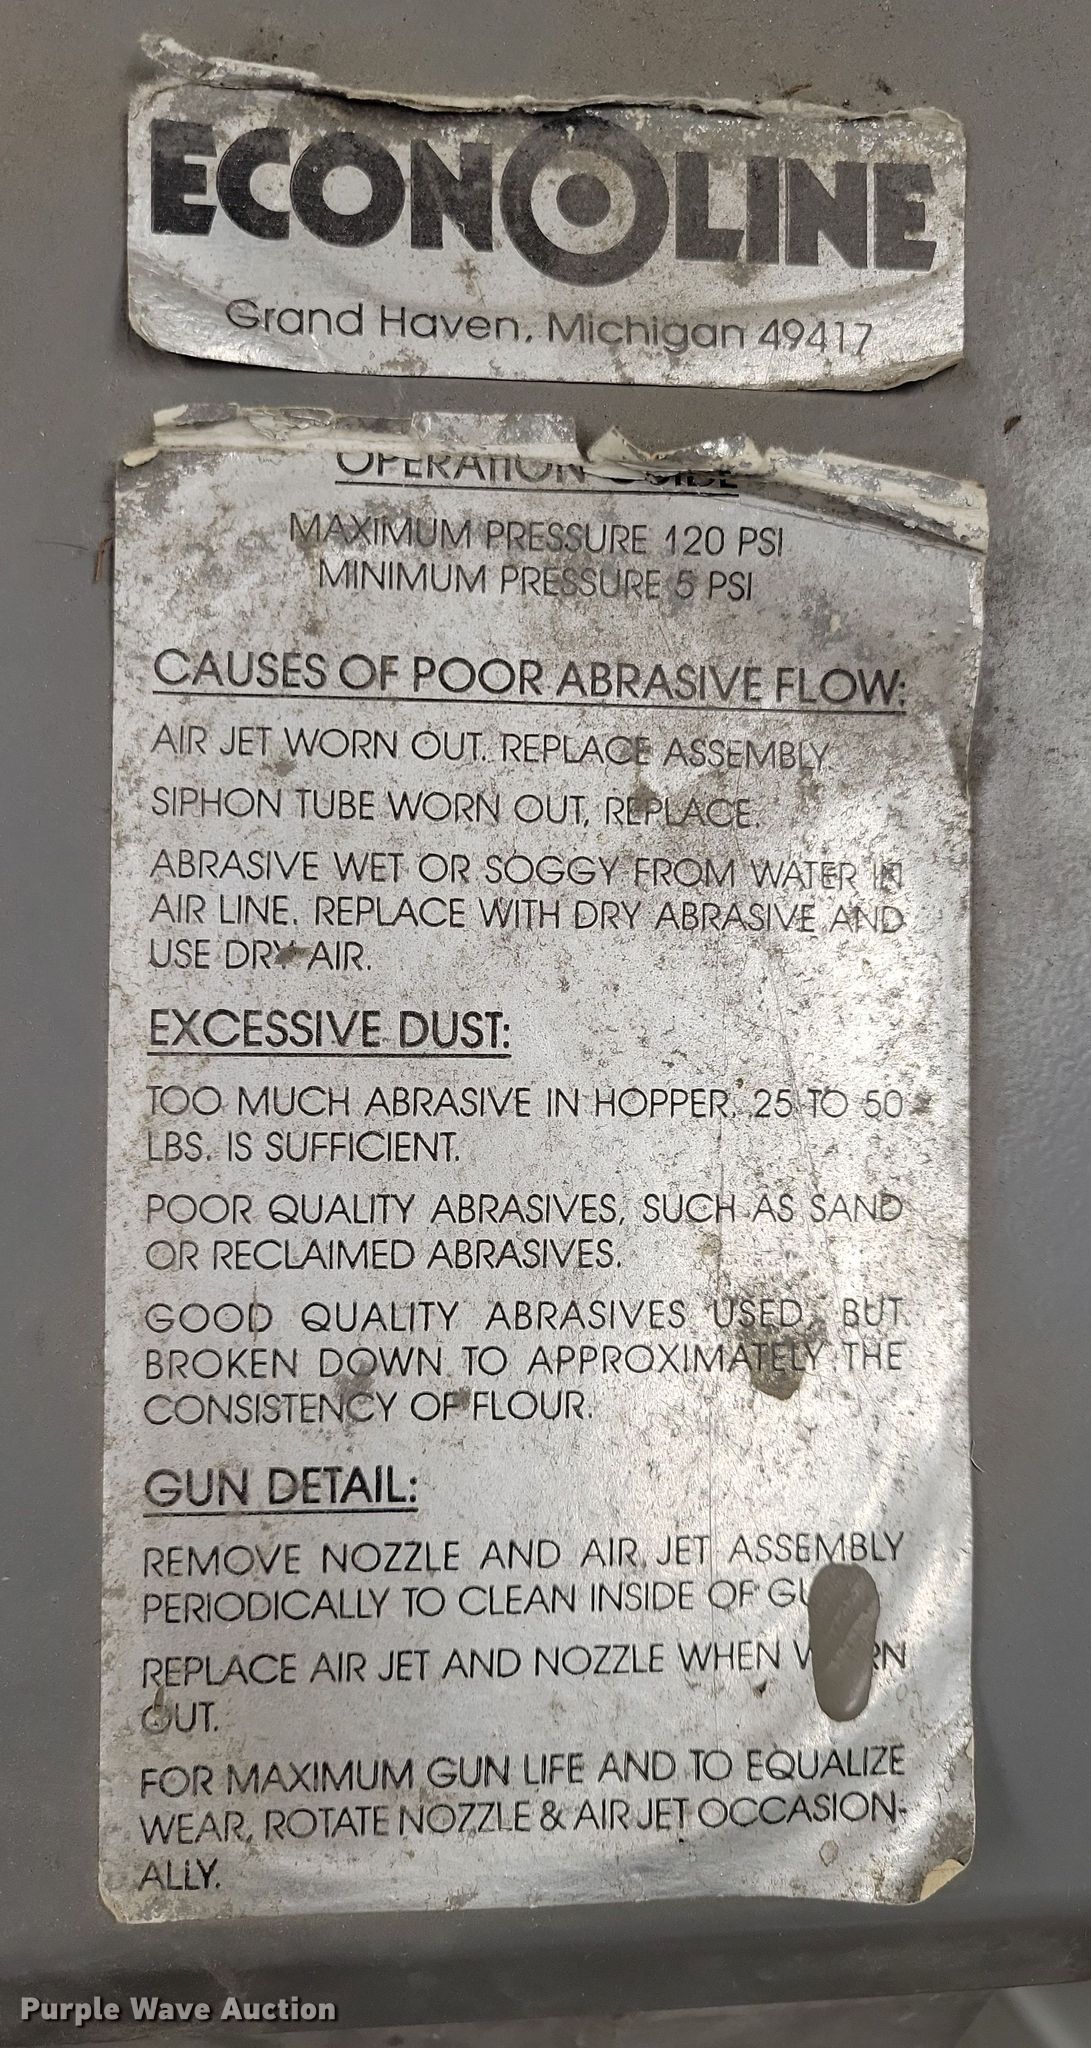 ECONOLINE
Grand Haven, Michigan 49417
OPERATION GUIDE
MAXIMUM PRESSURE 120 PSI
MINIMUM PRESSURE 5 PSI
CAUSES OF POOR ABRASIVE FLOW:
AIR JET WORN OUT. REPLACE ASSEMBLY.
SIPHON TUBE WORN OUT, REPLACE.
ABRASIVE WET OR SOGGY FROM WATER IN
AIR LINE. REPLACE WITH DRY ABRASIVE AND
USE DRY AIR.
EXCESSIVE DUST:
TOO MUCH ABRASIVE IN HOPPER, 25 TO 50
LBS. IS SUFFICIENT.
POOR QUALITY ABRASIVES, SUCH AS SAND
OR RECLAIMED ABRASIVES.
GOOD QUALITY ABRASIVES USED, BUT
BROKEN DOWN TO APPROXIMATELY THE
CONSISTENCY OF FLOUR.
GUN DETAIL:
REMOVE NOZZLE AND AIR JET ASSEMBLY
PERIODICALLY TO CLEAN INSIDE OF
REPLACE AIR JET AND NOZZLE WHEN
OUT.
FOR MAXIMUM GUN LIFE AND TO EQUALIZE
WEAR, ROTATE NOZZLE & AIR JET OCCASION-
ALLY.
Purple Wave Auction